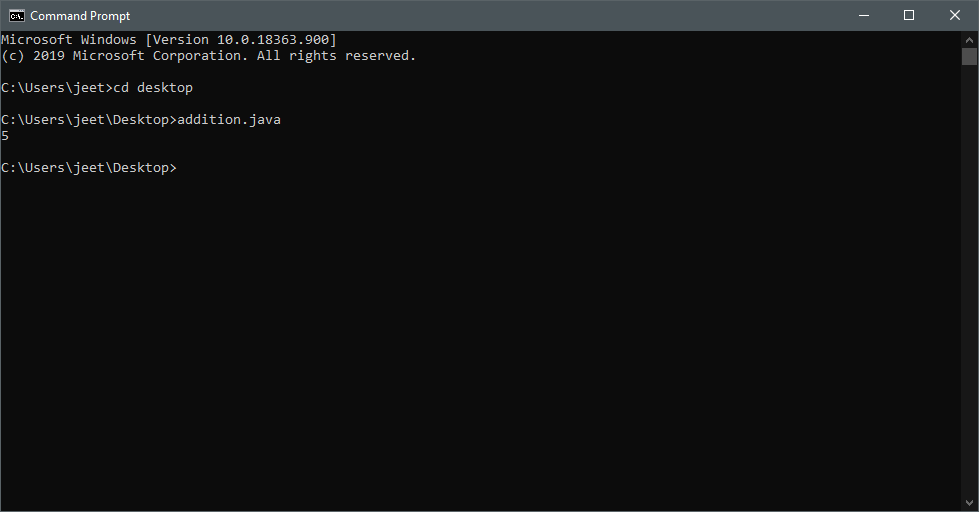 Command Prompt
Microsoft Windows [Version 10.0.18363.900]
(c) 2019 Microsoft Corporation. All rights reserved.
C:\Users\jeet>cd desktop
C:\Users\jeet\Desktop>addition.java
5
C:\Users\jeet\Desktop>